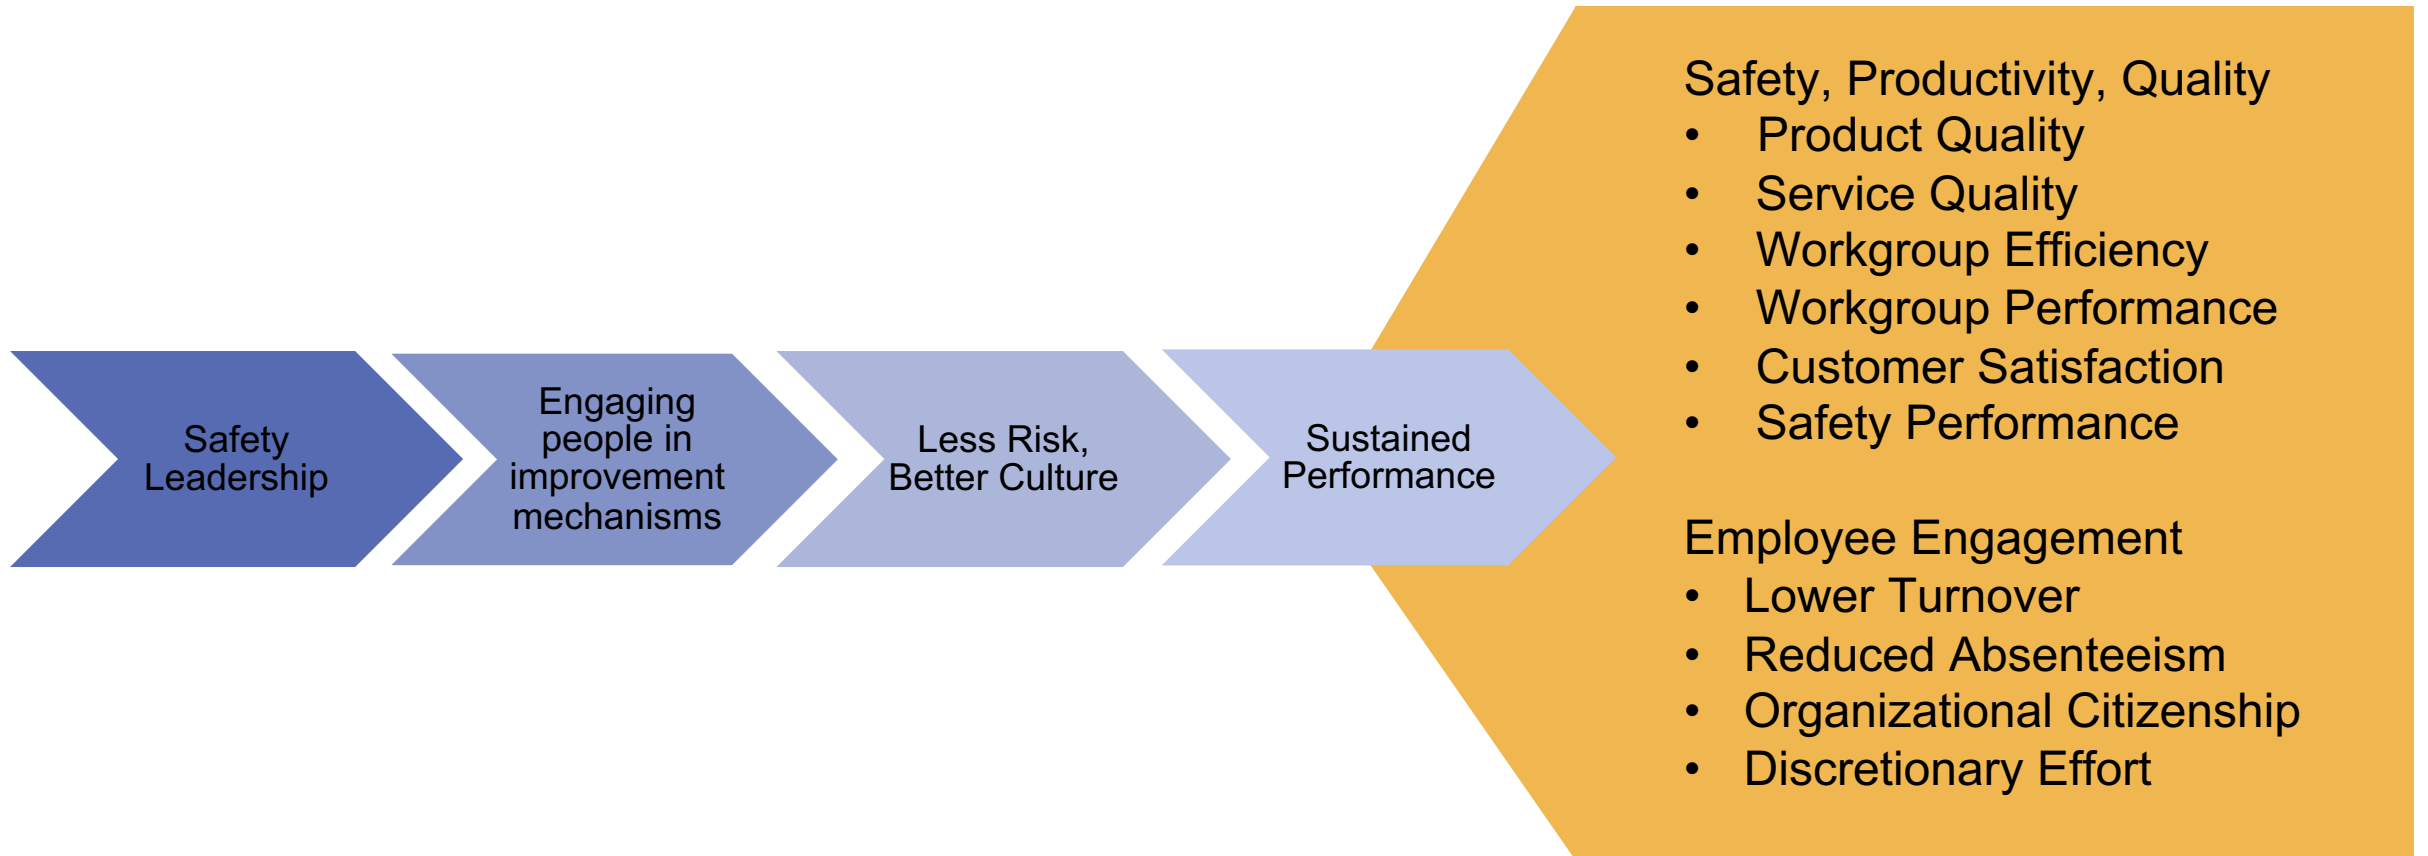 Safety
Leadership
Engaging
people in
improvement
mechanisms
Less Risk,
Better Culture
Sustained
Performance
Safety, Productivity, Quality
• Product Quality
• Service Quality
• Workgroup Efficiency
• Workgroup Performance
• Customer Satisfaction
• Safety Performance
Employee Engagement
• Lower Turnover
• Reduced Absenteeism
• Organizational Citizenship
• Discretionary Effort